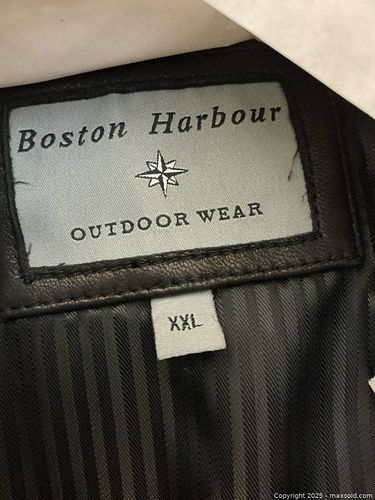 Boston Harbour
OUTDOOR WEAR
XXL
Copyright 2025 - maxsold.com